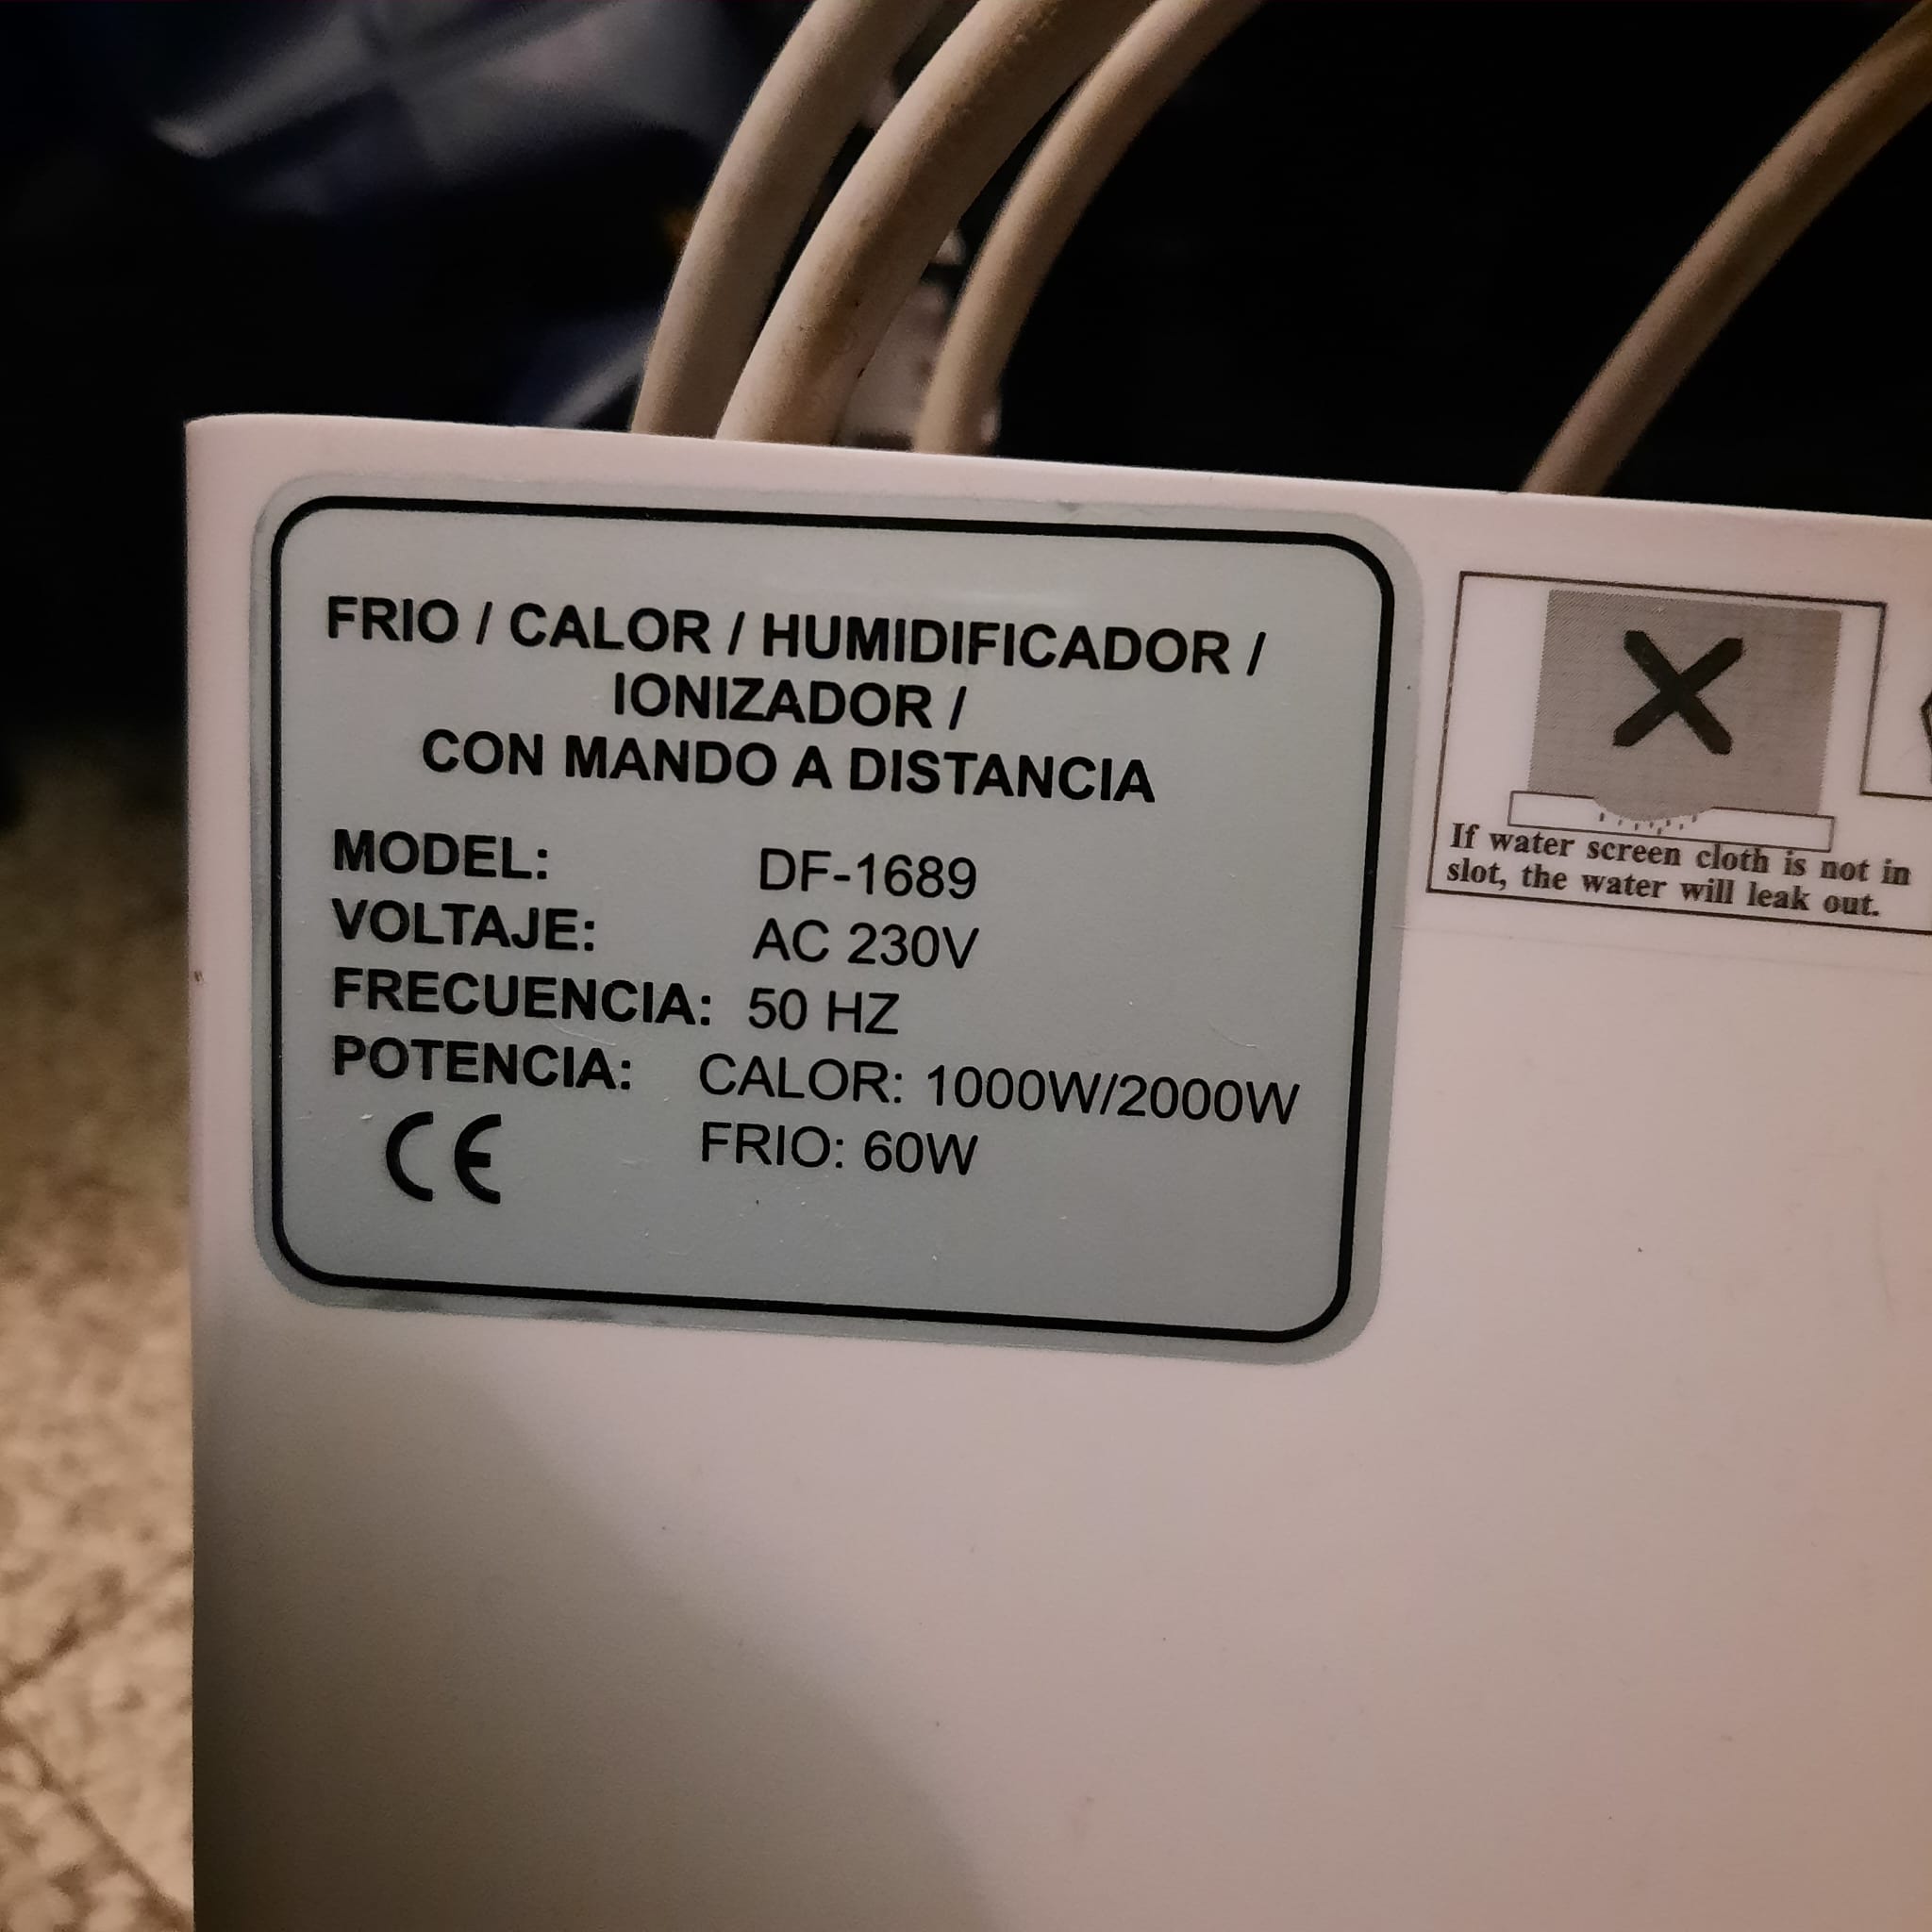 FRIO / CALOR / HUMIDIFICADOR /
IONIZADOR /
CON MANDO A DISTANCIA
MODEL: DF-1689
VOLTAJE: AC 230V
FRECUENCIA: 50 HZ
POTENCIA: CALOR: 1000W/2000W
CE FRIO: 60W
If water screen cloth is not in
slot, the water will leak out.